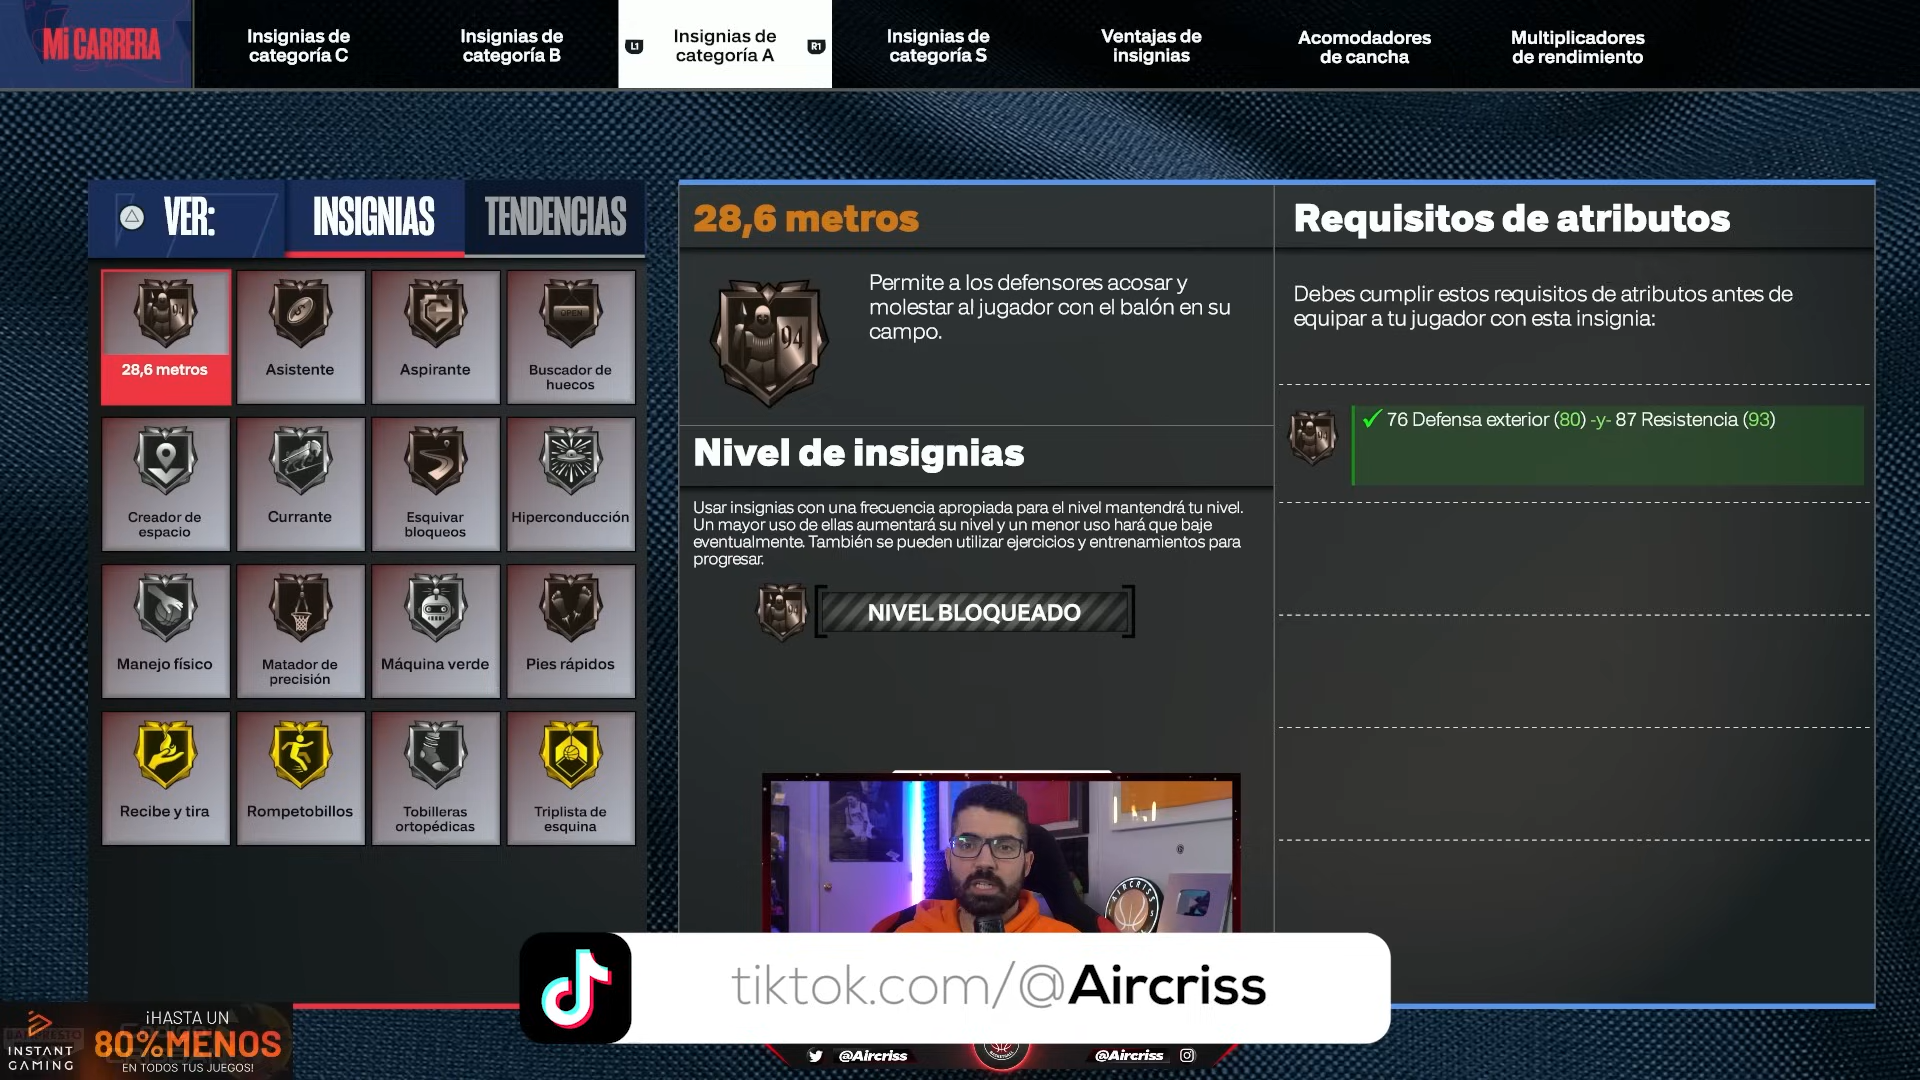 Mi CARRERA
Insignias de
categoría C
Insignias de
categoría B
L1
Insignias de
categoría A
R1
Insignias de
categoría S
Ventajas de
insignias
Acomodadores
de cancha
Multiplicadores
de rendimiento
VER:
INSIGNIAS
TENDENCIAS
28,6 metros
Asistente
Aspirante
OPEN
Buscador de
huecos
Creador de
espacio
Currante
Esquivar
bloqueos
Hiperconducción
Manejo físico
Matador de
precisión
Máquina verde
Pies rápidos
Recibe y tira
Rompetobillos
Tobilleras
ortopédicas
Triplista de
esquina
28,6 metros
94
Permite a los defensores acosar y
molestar al jugador con el balón en su
campo.
Nivel de insignias
Usar insignias con una frecuencia apropiada para el nivel mantendrá tu nivel.
Un mayor uso de ellas aumentará su nivel y un menor uso hará que baje
eventualmente. También se pueden utilizar ejercicios y entrenamientos para
progresar.
NIVEL BLOQUEADO
Requisitos de atributos
Debes cumplir estos requisitos de atributos antes de
equipar a tu jugador con esta insignia:
76 Defensa exterior (80) -y- 87 Resistencia (93)
AIRCRISS
tiktok.com/@Aircriss
@Aircriss
@Aircriss
INSTANT
GAMING
¡HASTA UN
80%MENOS
EN TODOS TUS JUEGOS!